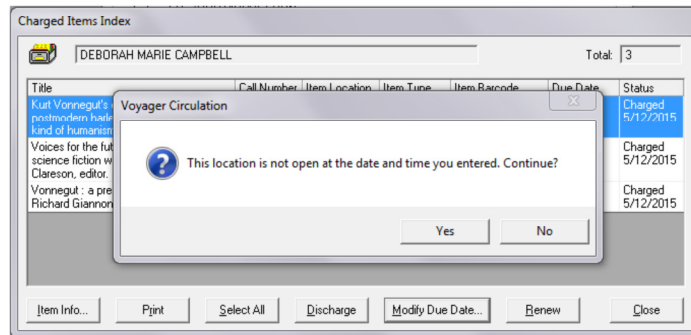 Charged Items Index
DEBORAH MARIE CAMPBELL
Total: 3
Title Call Number Item Location Item Type Item Barcode Due Date Status
Kurt Vonnegut's
postmodern harle
kind of humanism
Charged
5/12/2015
Voices for the fut
science fiction w
Clareson, editor.
Charged
5/12/2015
Vonnegut : a pre
Richard Giannon
Charged
5/12/2015
Voyager Circulation
This location is not open at the date and time you entered. Continue?
Yes No
Item Info... Print Select All Discharge Modify Due Date... Renew Close